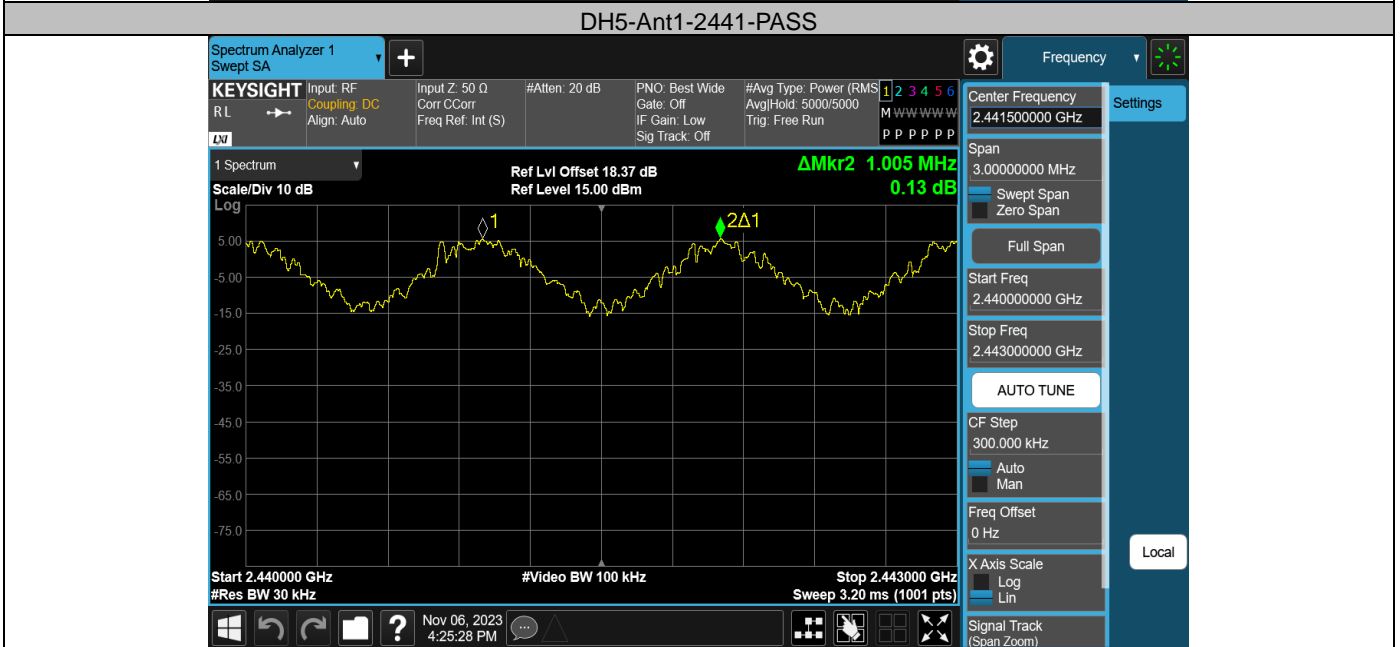 DH5-Ant1-2441-PASS
Spectrum Analyzer 1
Swept SA
+
Frequency
KEYSIGHT
RL
LXI
Input: RF
Coupling: DC
Align: Auto
Input Z: 50 Ω
Corr CCorr
Freq Ref: Int (S)
#Atten: 20 dB
PNO: Best Wide
Gate: Off
IF Gain: Low
Sig Track: Off
#Avg Type: Power (RMS
Avg|Hold: 5000/5000
Trig: Free Run
1 2 3 4 5 6
M W W W W W
P P P P P P
1 Spectrum
Scale/Div 10 dB
Log
Ref Lvl Offset 18.37 dB
Ref Level 15.00 dBm
ΔMkr2 1.005 MHz
0.13 dB
1
2Δ1
5.00
-5.00
-15.0
-25.0
-35.0
-45.0
-55.0
-65.0
-75.0
Start 2.440000 GHz
#Res BW 30 kHz
#Video BW 100 kHz
Stop 2.443000 GHz
Sweep 3.20 ms (1001 pts)
Center Frequency
2.441500000 GHz
Settings
Span
3.00000000 MHz
Swept Span
Zero Span
Full Span
Start Freq
2.440000000 GHz
Stop Freq
2.443000000 GHz
AUTO TUNE
CF Step
300.000 kHz
Auto
Man
Freq Offset
0 Hz
X Axis Scale
Log
Lin
Local
Signal Track
(Span Zoom)
?
Nov 06, 2023
4:25:28 PM